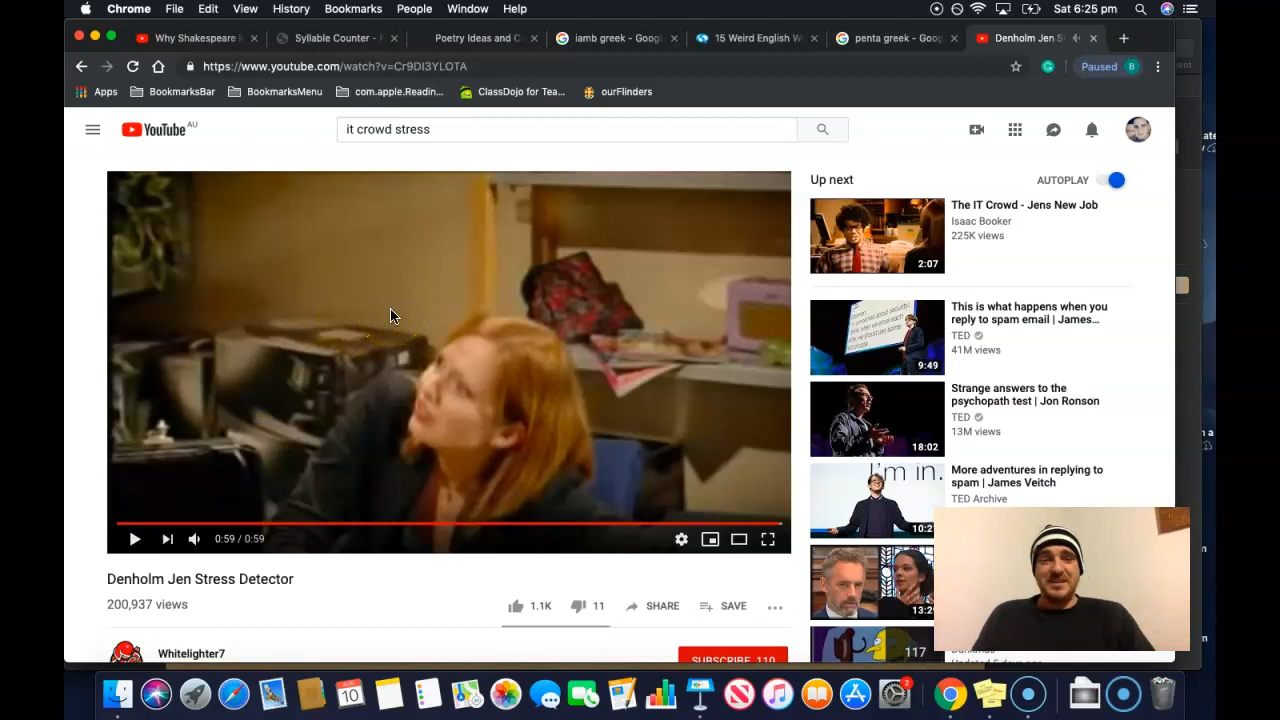 Chrome File Edit View History Bookmarks People Window Help Sat 6:25 pm
Why Shakespeare Syllable Counter - Poetry Ideas and C iamb greek - Goog 15 Weird English W penta greek - Goog Denholm Jen S
https://www.youtube.com/watch?v=Cr9DI3YLOTA Paused B
Apps BookmarksBar BookmarksMenu com.apple.Readin... ClassDojo for Tea... ourFlinders
YouTube AU it crowd stress
Up next AUTOPLAY
The IT Crowd - Jens New Job
Isaac Booker
225K views
2:07
This is what happens when you
reply to spam email | James...
TED
41M views
9:49
Strange answers to the
psychopath test | Jon Ronson
TED
13M views
18:02
I'm in.
More adventures in replying to
spam | James Veitch
TED Archive
10:2
13:29
117
0:59 / 0:59
Denholm Jen Stress Detector
200,937 views
1.1K 11 SHARE SAVE
Whitelighter7
SUBSCRIBE 110
AUG
10
2